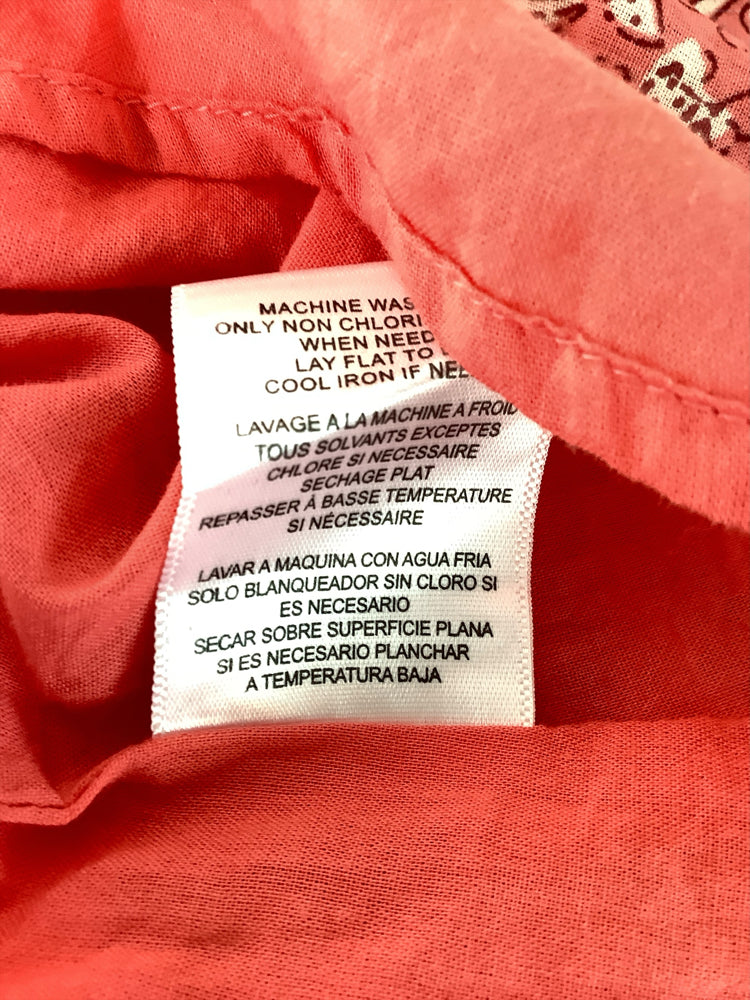 MACHINE WAS
ONLY NON CHLORI
WHEN NEED
LAY FLAT TO
COOL IRON IF NEE
LAVAGE A LA MACHINE A FROID
TOUS SOLVANTS EXCEPTES
CHLORE SI NECESSAIRE
SECHAGE PLAT
REPASSER À BASSE TEMPERATURE
SI NÉCESSAIRE
LAVAR A MAQUINA CON AGUA FRIA
SOLO BLANQUEADOR SIN CLORO SI
ES NECESARIO
SECAR SOBRE SUPERFICIE PLANA
SI ES NECESARIO PLANCHAR
A TEMPERATURA BAJA